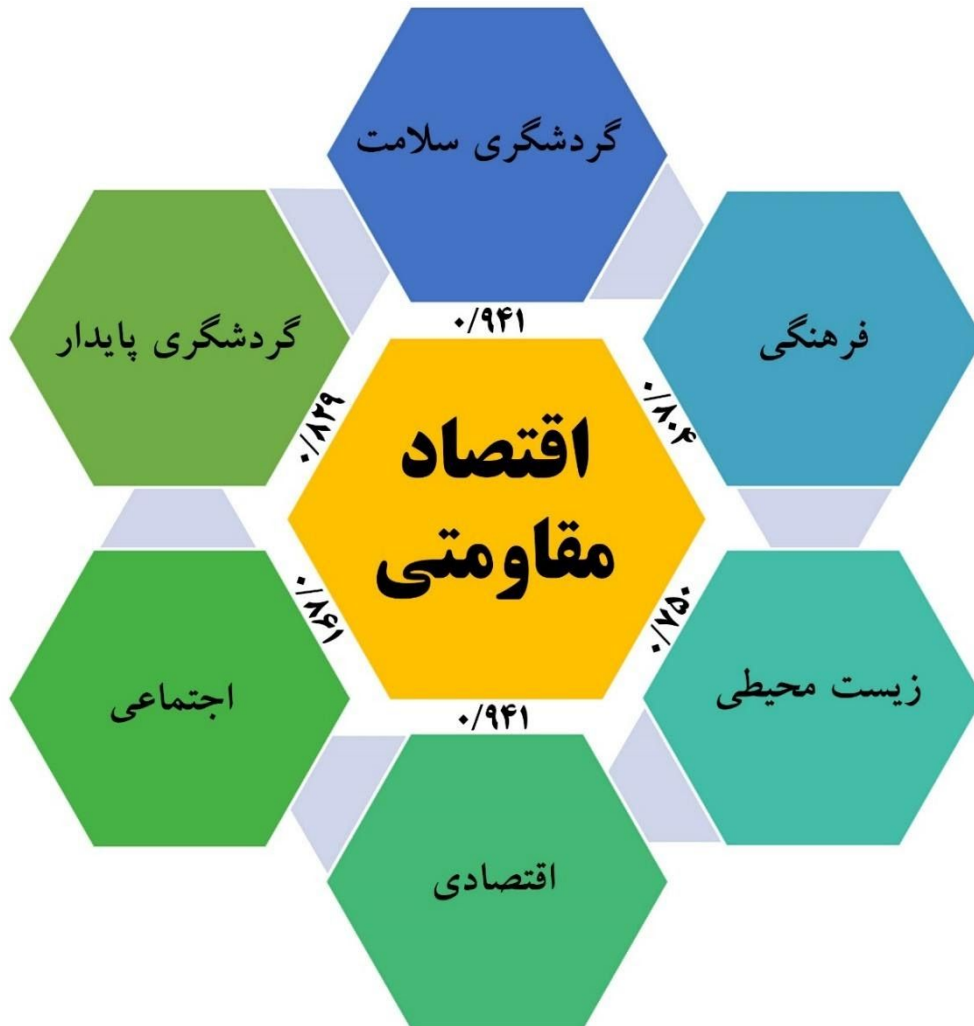 گردشگری سلامت
فرهنگی
گردشگری پایدار
۰/۹۴۱
۰/۸۰۴
۰/۸۲۹
اقتصاد
مقاومتی
۰/۷۵۰
۰/۸۶۱
زیست محیطی
اجتماعی
۰/۹۴۱
اقتصادی